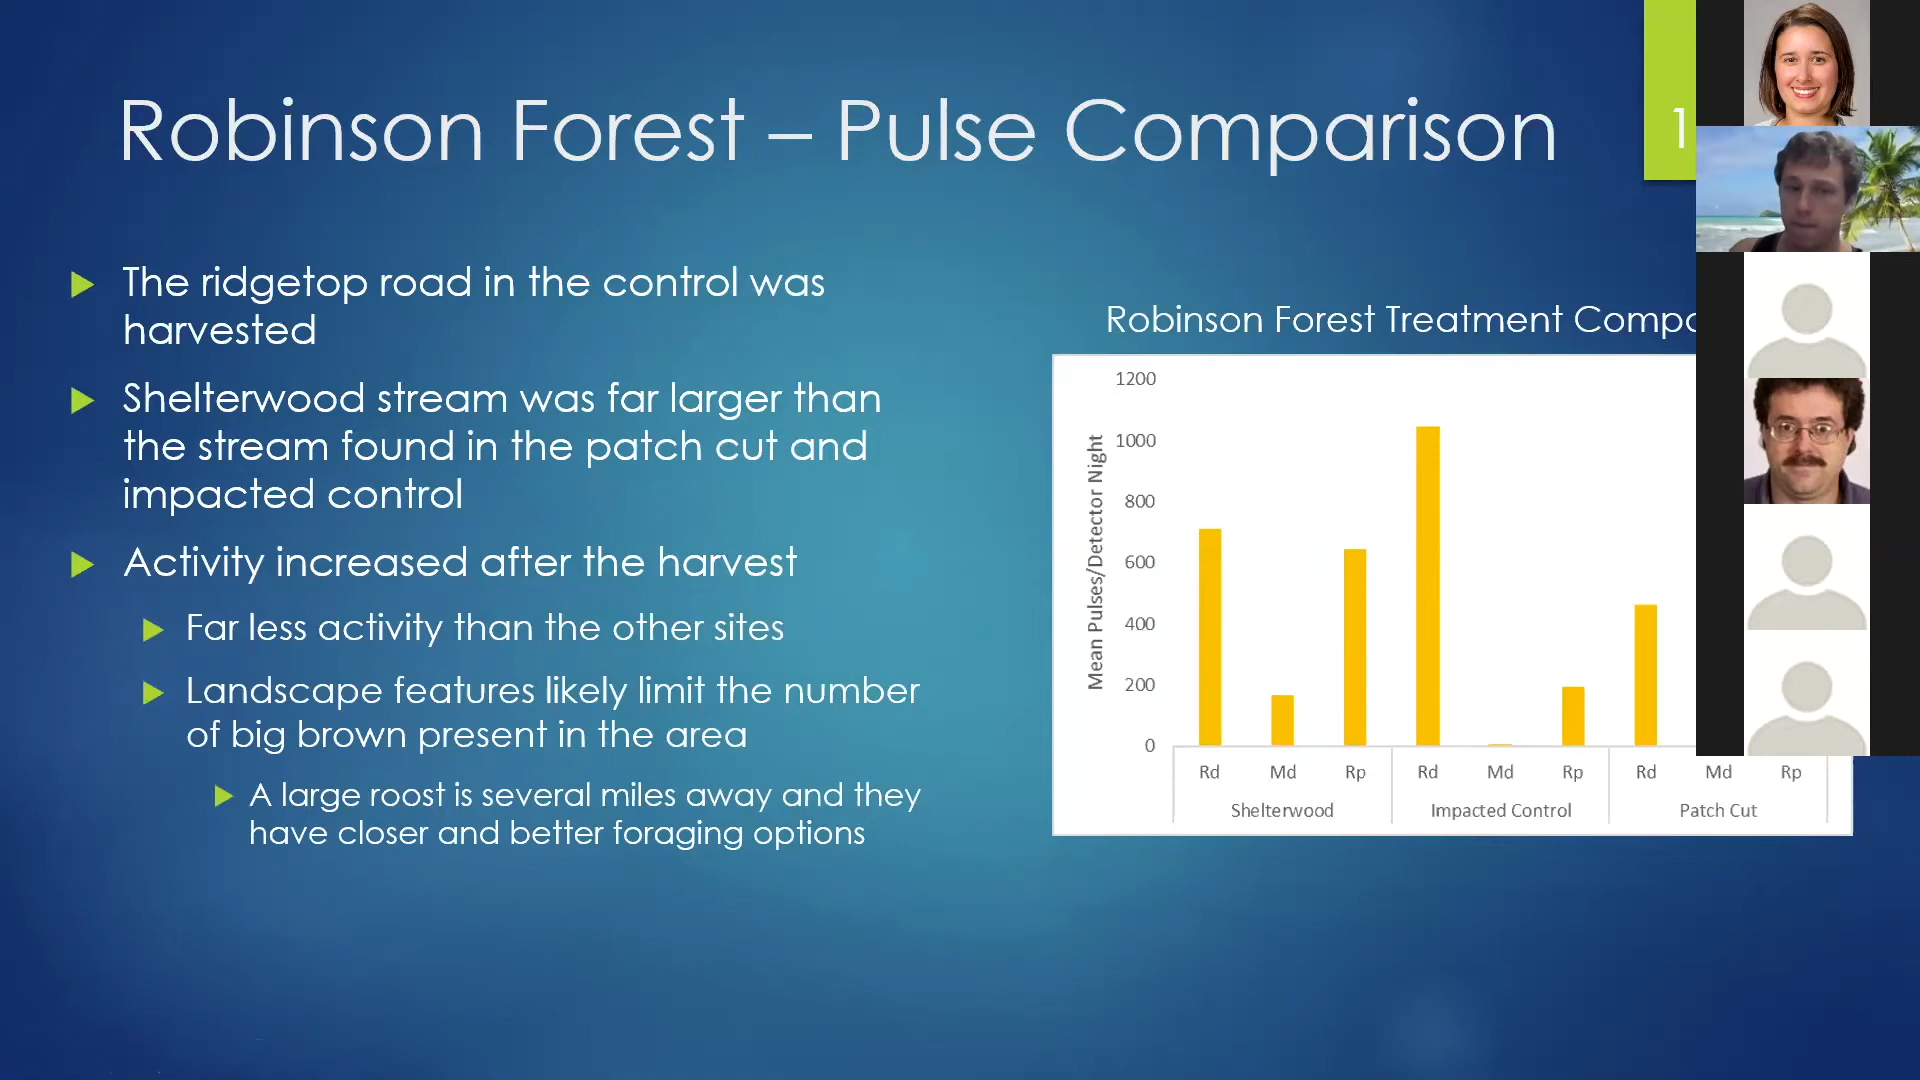 Robinson Forest – Pulse Comparison
1
The ridgetop road in the control was
harvested
Shelterwood stream was far larger than
the stream found in the patch cut and
impacted control
Activity increased after the harvest
Far less activity than the other sites
Landscape features likely limit the number
of big brown present in the area
A large roost is several miles away and they
have closer and better foraging options
Robinson Forest Treatment
Mean Pulses/Detector Night
1200
1000
800
600
400
200
0
Rd Md Rp Rd Md Rp Rd Md Rp
Shelterwood Impacted Control Patch Cut